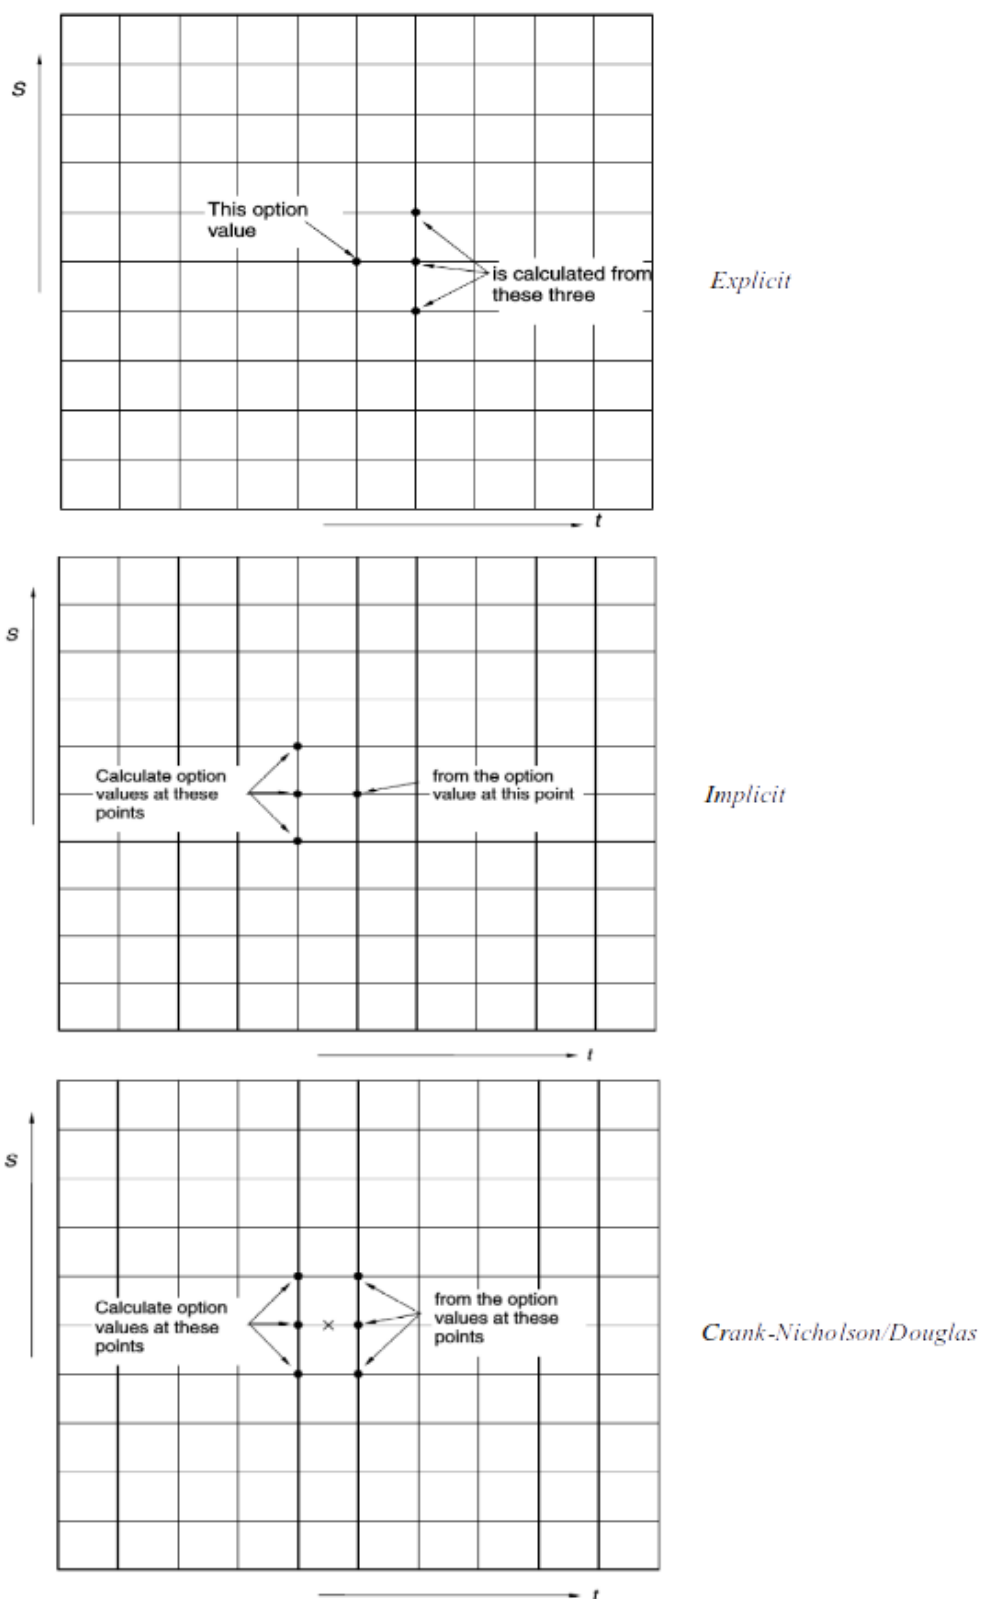 S
This option
value
is calculated from
these three
Explicit
t
S
Calculate option
values at these
points
from the option
value at this point
Implicit
t
S
Calculate option
values at these
points
from the option
values at these
points
Crank-Nicholson/Douglas
t